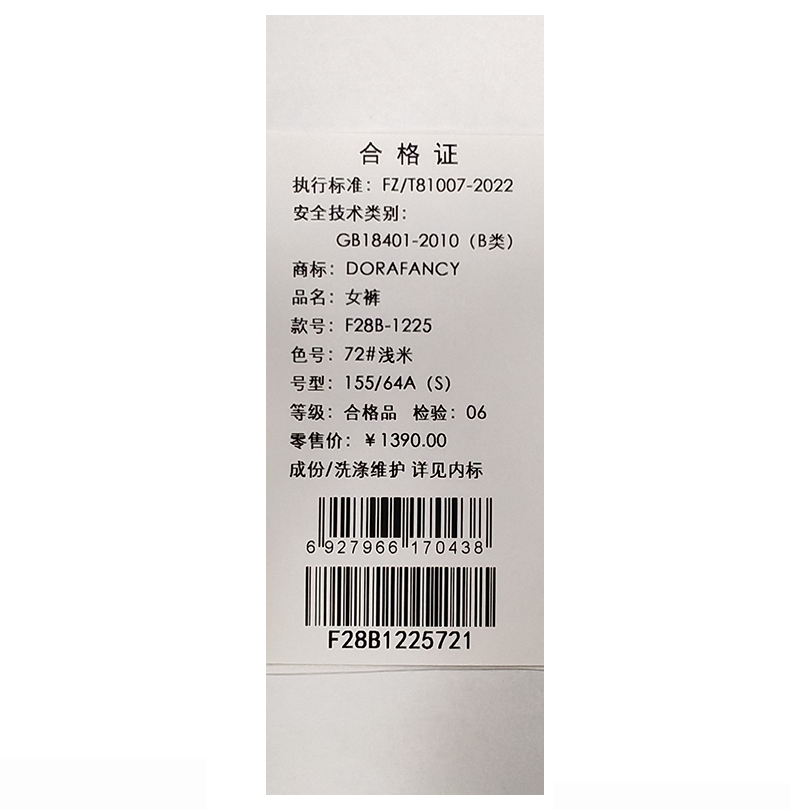 合格证
执行标准：FZ/T81007-2022
安全技术类别：
GB18401-2010（B类）
商标：DORAFANCY
品名：女裤
款号：F28B-1225
色号：72#浅米
号型：155/64A（S）
等级：合格品 检验：06
零售价：￥1390.00
成份/洗涤维护 详见内标
6 927966 170438
F28B1225721